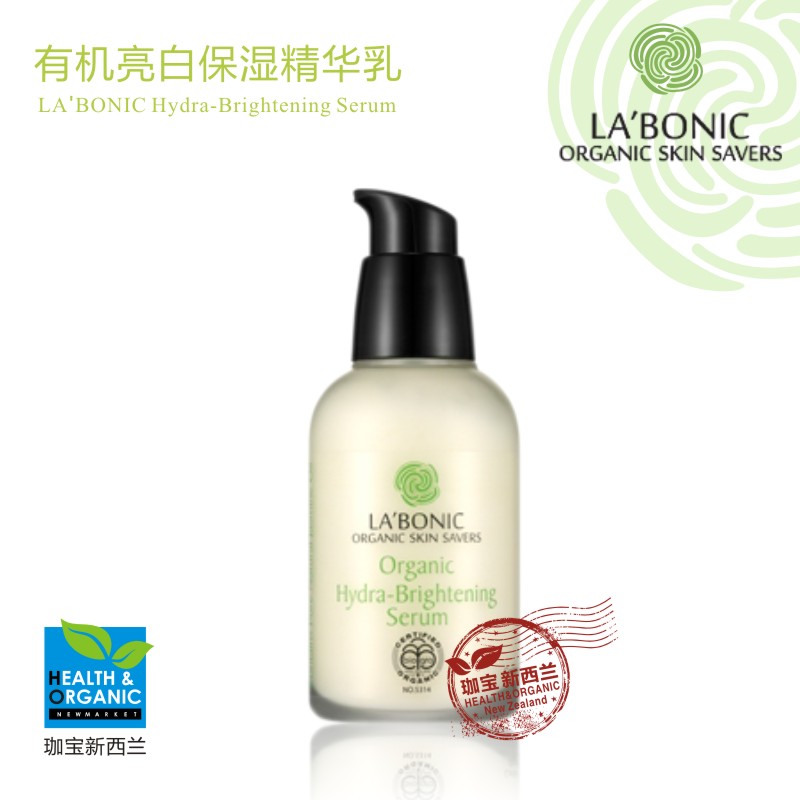 有机亮白保湿精华乳
LA'BONIC Hydra-Brightening Serum
LA'BONIC
ORGANIC SKIN SAVERS
LA'BONIC
ORGANIC SKIN SAVERS
Organic
Hydra-Brightening
Serum
CERTIFIED
ORGANIC
NO.5314
HEALTH &
ORGANIC
NEWMARKET
珈宝新西兰
珈宝新西兰
HEALTH&ORGANIC
New Zealand